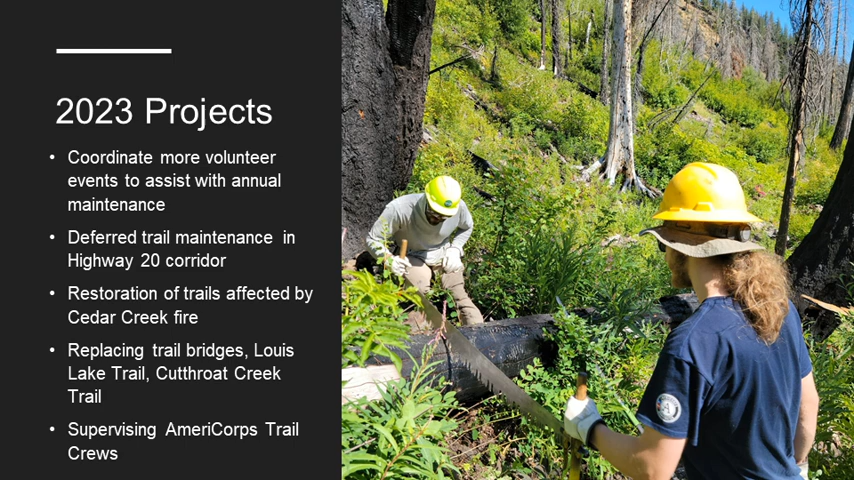 2023 Projects
• Coordinate more volunteer
events to assist with annual
maintenance
• Deferred trail maintenance in
Highway 20 corridor
• Restoration of trails affected by
Cedar Creek fire
• Replacing trail bridges, Louis
Lake Trail, Cutthroat Creek
Trail
• Supervising AmeriCorps Trail
Crews